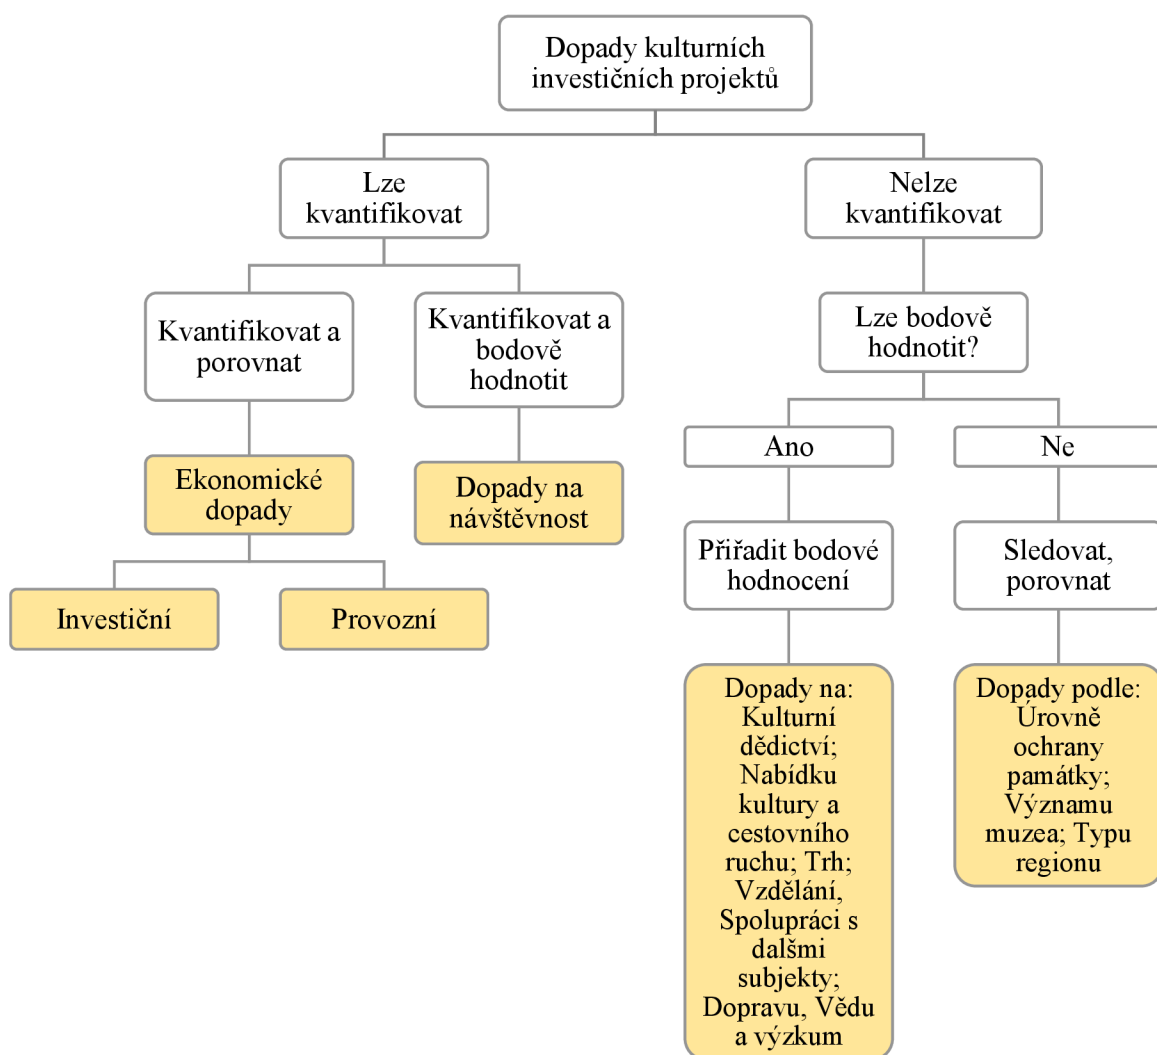 Dopady kulturních
investičních projektů
Lze
kvantifikovat
Nelze
kvantifikovat
Kvantifikovat a
porovnat
Kvantifikovat a
bodově
hodnotit
Lze bodově
hodnotit?
Ano
Ne
Ekonomické
dopady
Dopady na
návštěvnost
Přiřadit bodové
hodnocení
Sledovat,
porovnat
Investiční
Provozní
Dopady na:
Kulturní
dědictví;
Nabídku
kultury a
cestovního
ruchu; Trh;
Vzdělání,
Spolupráci s
dalšmi
subjekty;
Dopravu, Vědu
a výzkum
Dopady podle:
Úrovně
ochrany
památky;
Významu
muzea; Typu
regionu